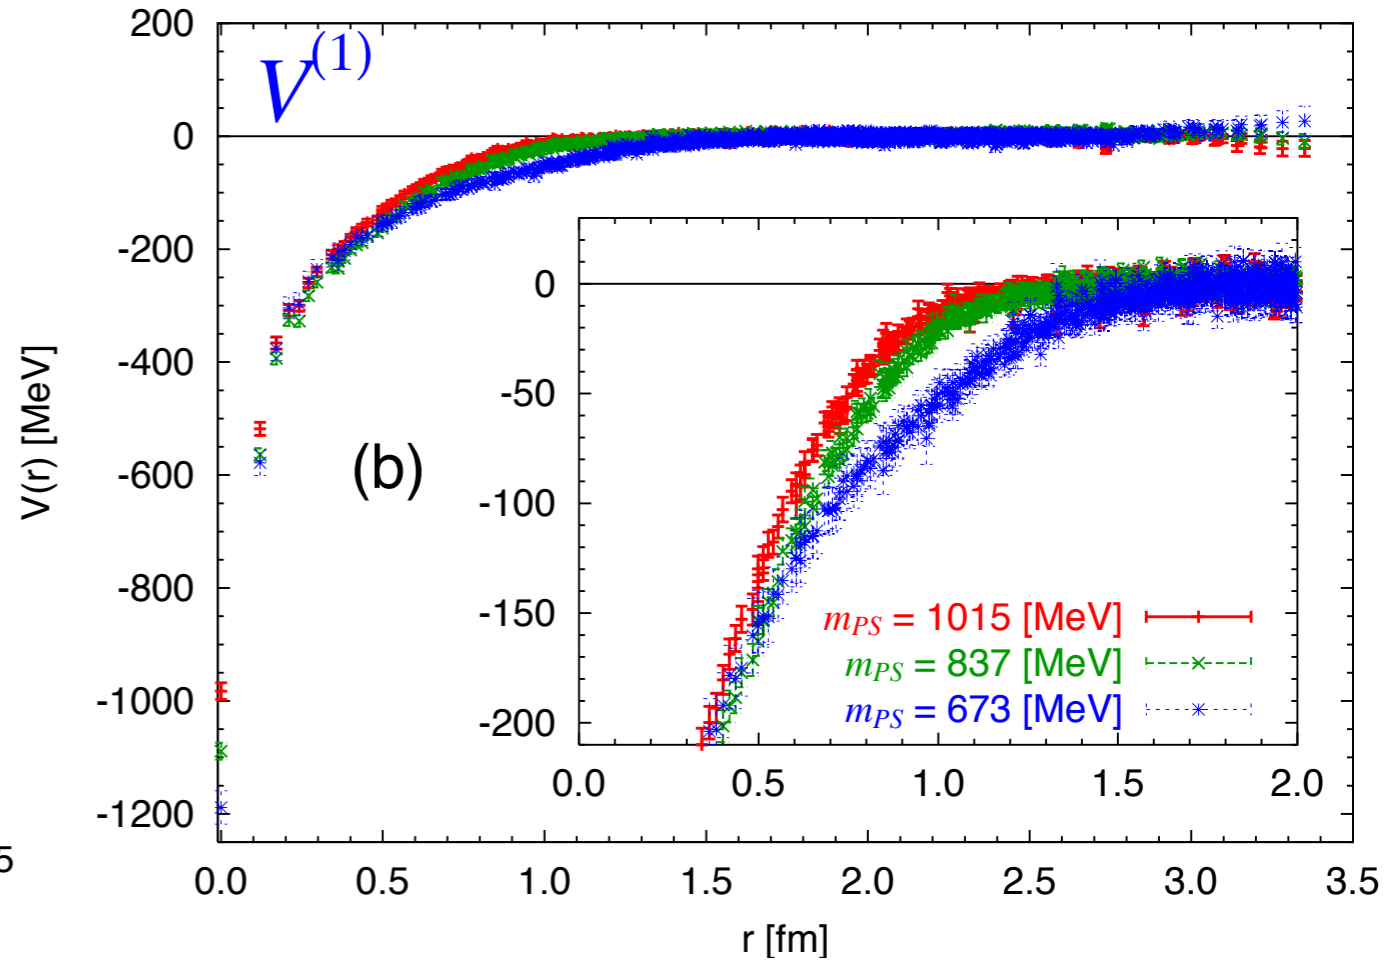 200
V(1)
0
-200
-400
-600
-800
-1000
-1200
V(r) [MeV]
(b)
0
-50
-100
-150
-200
mPS = 1015 [MeV]
mPS = 837 [MeV]
mPS = 673 [MeV]
0.0 0.5 1.0 1.5 2.0
5
0.0 0.5 1.0 1.5 2.0 2.5 3.0 3.5
r [fm]